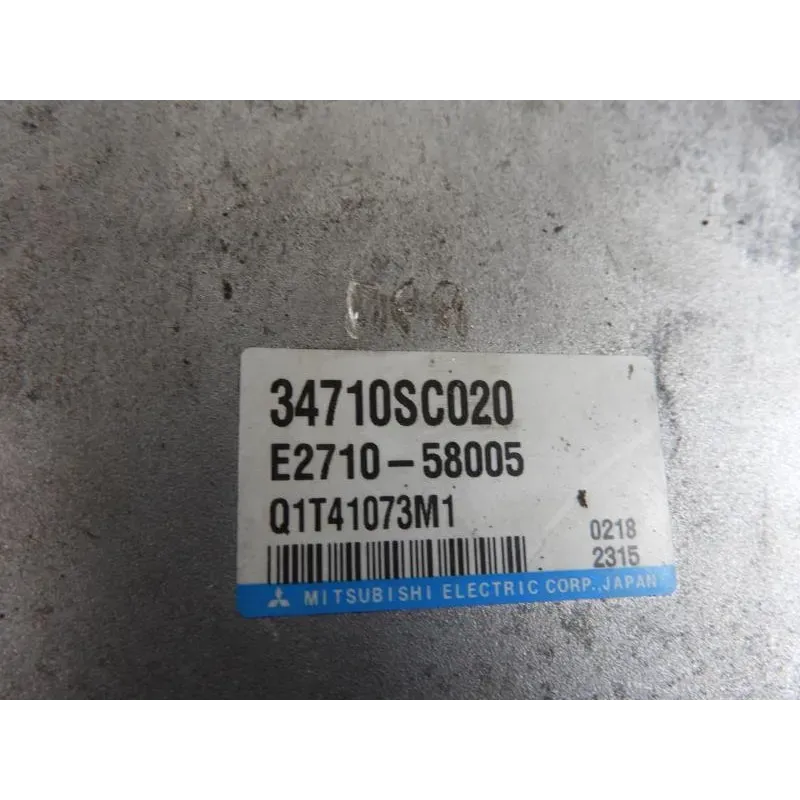 34710SC020
E2710-58005
Q1T41073M1
0218
2315
MITSUBISHI ELECTRIC CORP., JAPAN